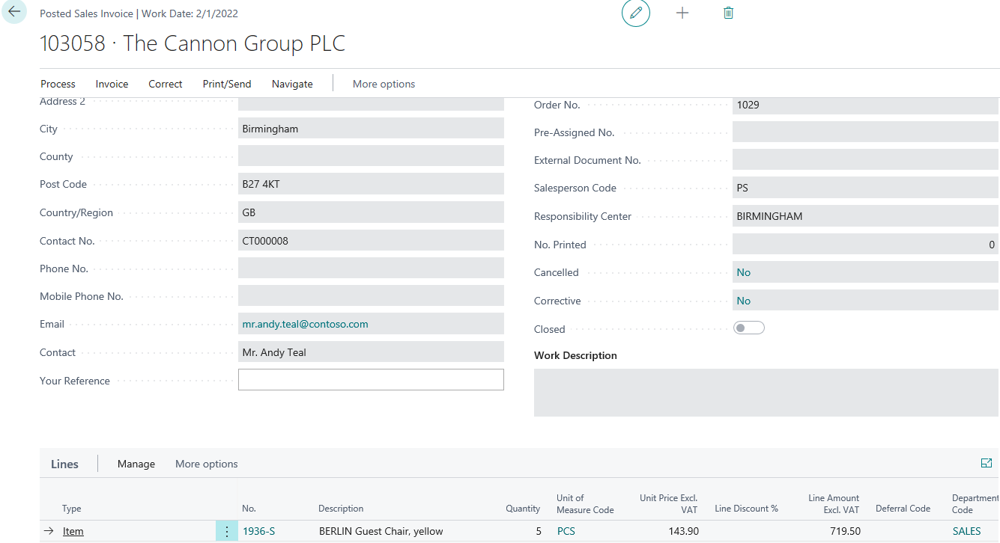 Posted Sales Invoice | Work Date: 2/1/2022
103058 · The Cannon Group PLC
Process Invoice Correct Print/Send Navigate More options
Address 2
City Birmingham
County
Post Code B27 4KT
Country/Region GB
Contact No. CT000008
Phone No.
Mobile Phone No.
Email mr.andy.teal@contoso.com
Contact Mr. Andy Teal
Your Reference
Order No. 1029
Pre-Assigned No.
External Document No.
Salesperson Code PS
Responsibility Center BIRMINGHAM
No. Printed 0
Cancelled No
Corrective No
Closed
Work Description
Lines Manage More options
Type No. Description Quantity Unit of Measure Code Unit Price Excl. VAT Line Discount % Line Amount Excl. VAT Deferral Code Department Code
Item 1936-S BERLIN Guest Chair, yellow 5 PCS 143.90 719.50 SALES